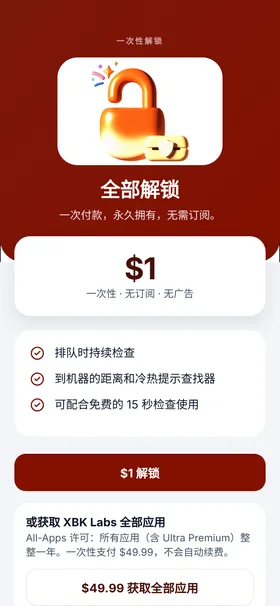 一次性解锁
全部解锁
一次付款，永久拥有，无需订阅。
$1
一次性 · 无订阅 · 无广告
排队时持续检查
到机器的距离和冷热提示查找器
可配合免费的 15 秒检查使用
$1 解锁
或获取 XBK Labs 全部应用
All-Apps 许可：所有应用（含 Ultra Premium）整
整一年。一次性支付 $49.99，不会自动续费。
$49.99 获取全部应用